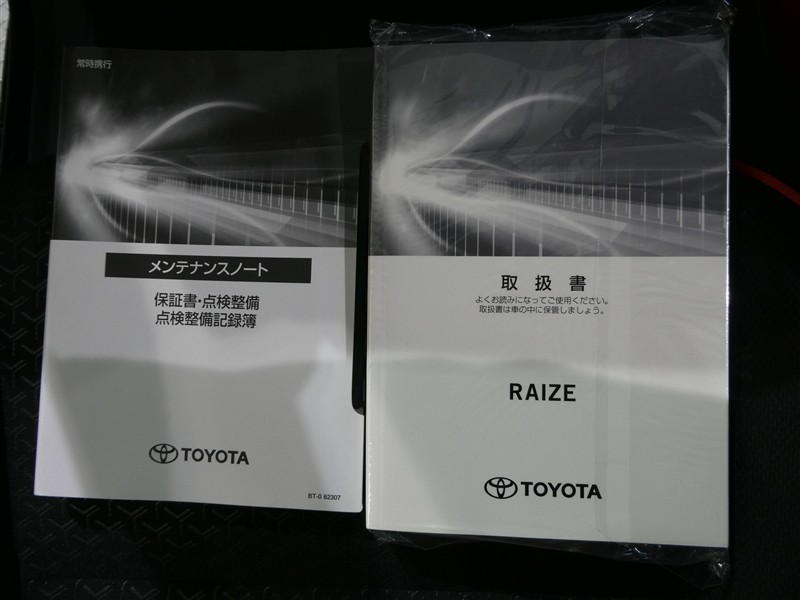 常時携行
メンテナンスノート
保証書・点検整備
点検整備記録簿
TOYOTA
BT-0 62307
取扱書
よくお読みになってご使用ください。
取扱書は車の中に保管しましょう。
RAIZE
TOYOTA